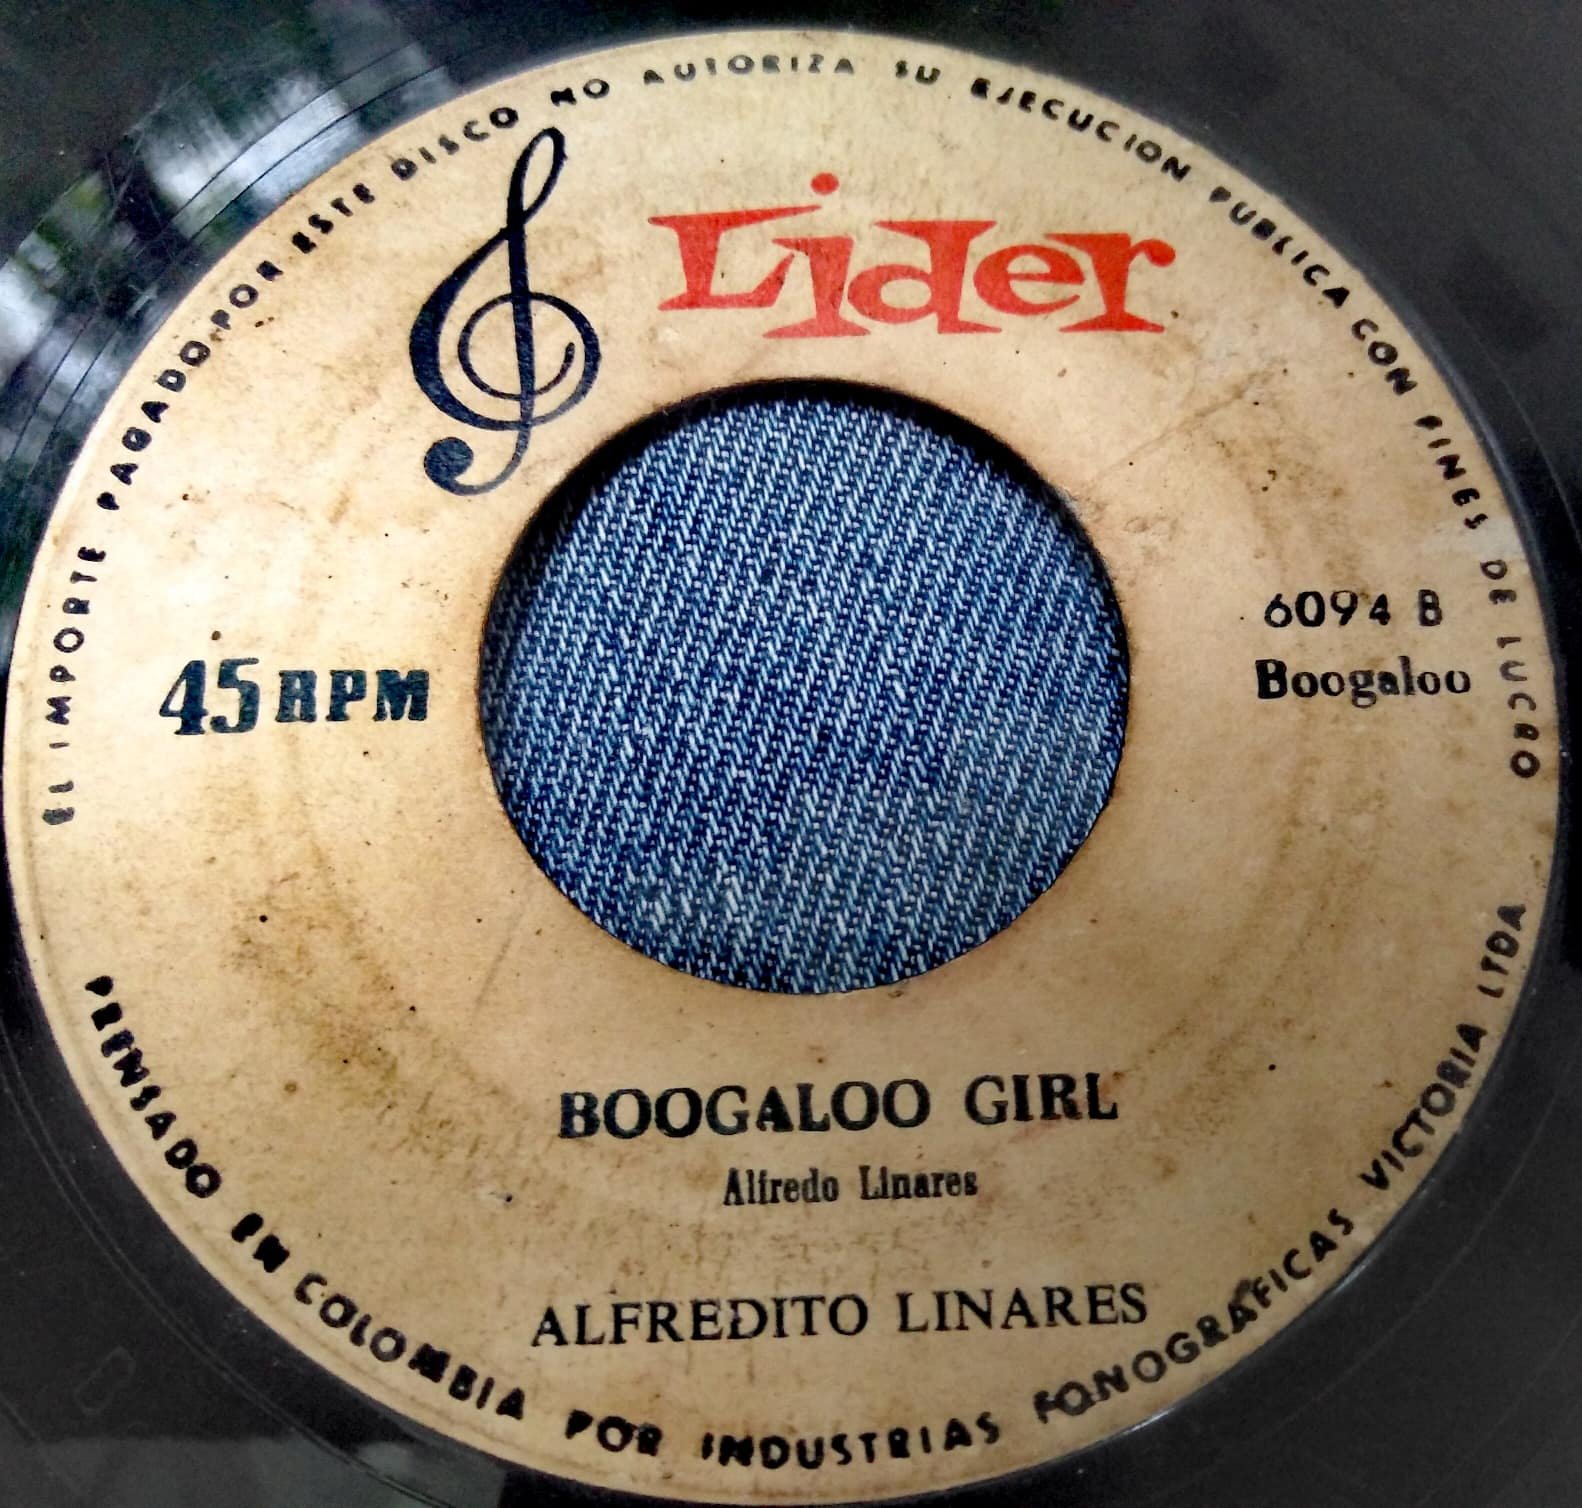 EL IMPORTE PAGADO POR ESTE DISCO NO AUTORIZA SU EJECUCION PUBLICA CON FINES DE LUCRO
Lider
45 RPM
6094 B
Boogaloo
BOOGALOO GIRL
Alfredo Linares
ALFREDITO LINARES
PRENSADO EN COLOMBIA POR INDUSTRIAS FONOGRAFICAS VICTORIA LTDA